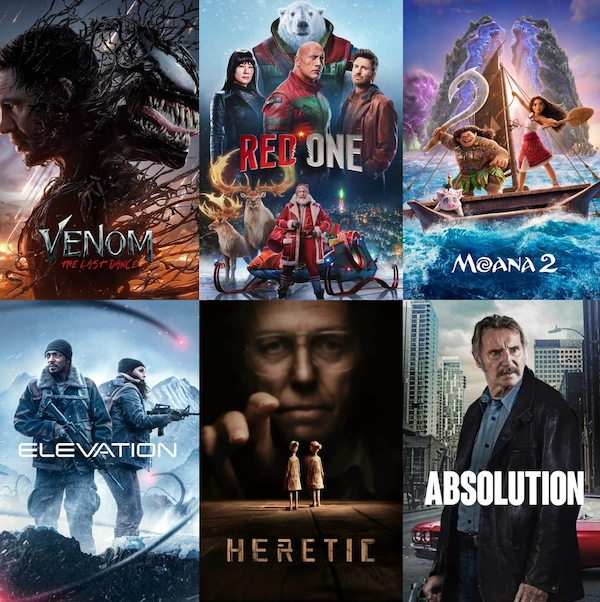 VENOM
THE LAST DANCE
RED ONE
MOANA 2
ELEVATION
HERETIC
ABSOLUTION